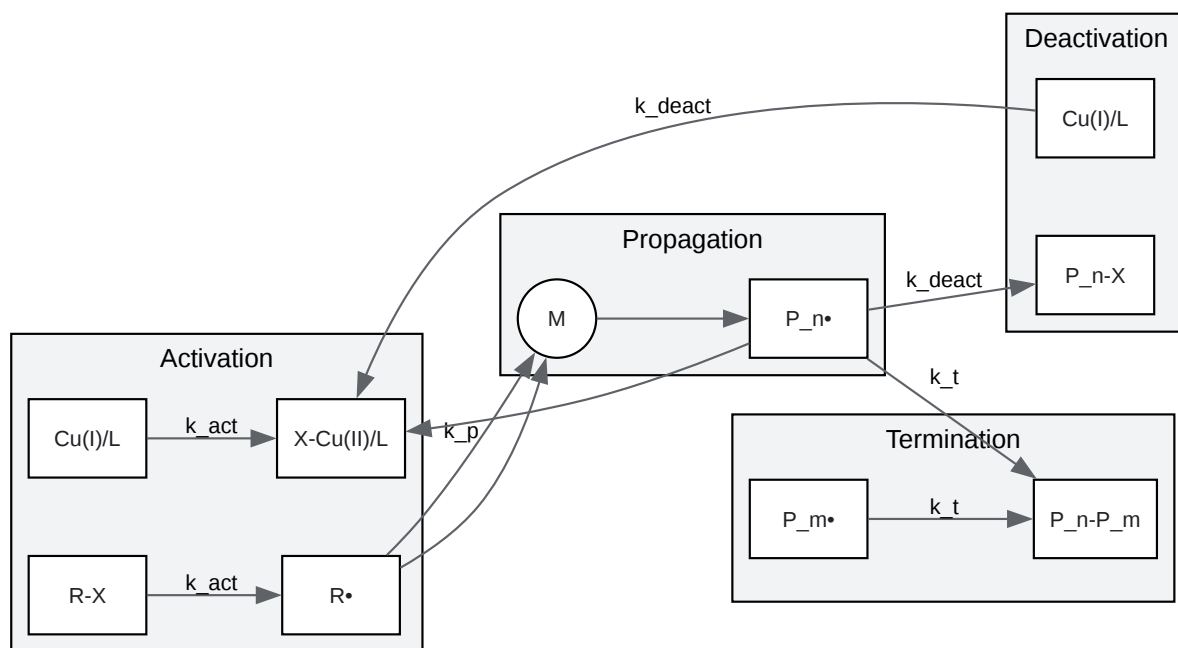 Deactivation
k_deact
Cu(I)/L
Propagation
k_deact
P_n-X
M
P_n•
Activation
k_t
Cu(I)/L
k_act
X-Cu(II)/L
k_p
Termination
P_m•
k_t
P_n-P_m
R-X
k_act
R•